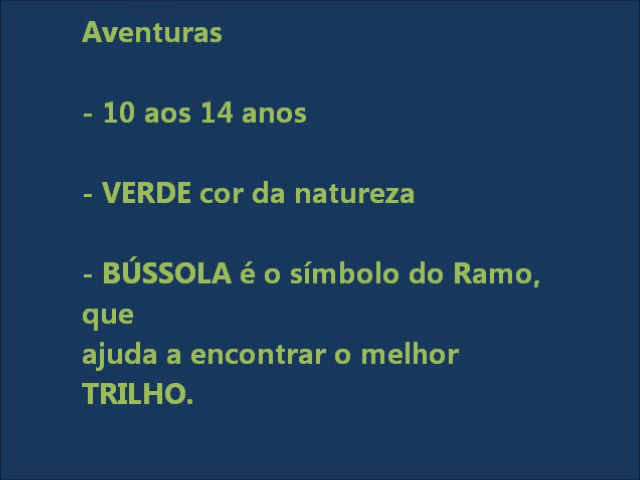 Aventuras
- 10 aos 14 anos
- VERDE cor da natureza
- BÚSSOLA é o símbolo do Ramo,
que
ajuda a encontrar o melhor
TRILHO.